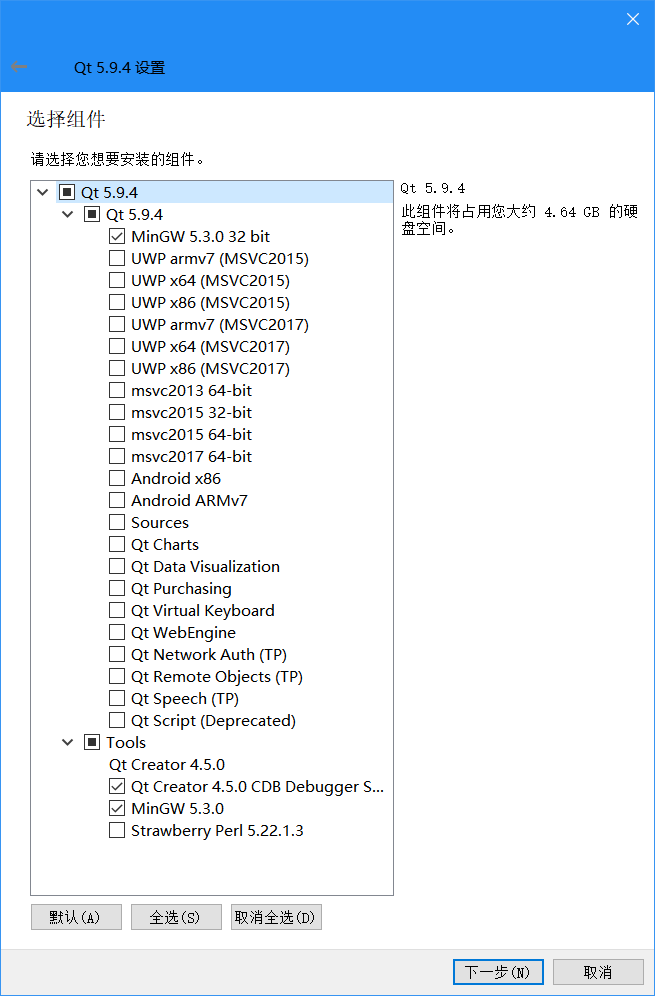 Qt 5.9.4 设置
选择组件
请选择您想要安装的组件。
Qt 5.9.4
Qt 5.9.4
MinGW 5.3.0 32 bit
UWP armv7 (MSVC2015)
UWP x64 (MSVC2015)
UWP x86 (MSVC2015)
UWP armv7 (MSVC2017)
UWP x64 (MSVC2017)
UWP x86 (MSVC2017)
msvc2013 64-bit
msvc2015 32-bit
msvc2015 64-bit
msvc2017 64-bit
Android x86
Android ARMv7
Sources
Qt Charts
Qt Data Visualization
Qt Purchasing
Qt Virtual Keyboard
Qt WebEngine
Qt Network Auth (TP)
Qt Remote Objects (TP)
Qt Speech (TP)
Qt Script (Deprecated)
Tools
Qt Creator 4.5.0
Qt Creator 4.5.0 CDB Debugger S...
MinGW 5.3.0
Strawberry Perl 5.22.1.3
Qt 5.9.4
此组件将占用您大约 4.64 GB 的硬
盘空间。
默认(A) 全选(S) 取消全选(D)
下一步(N) 取消